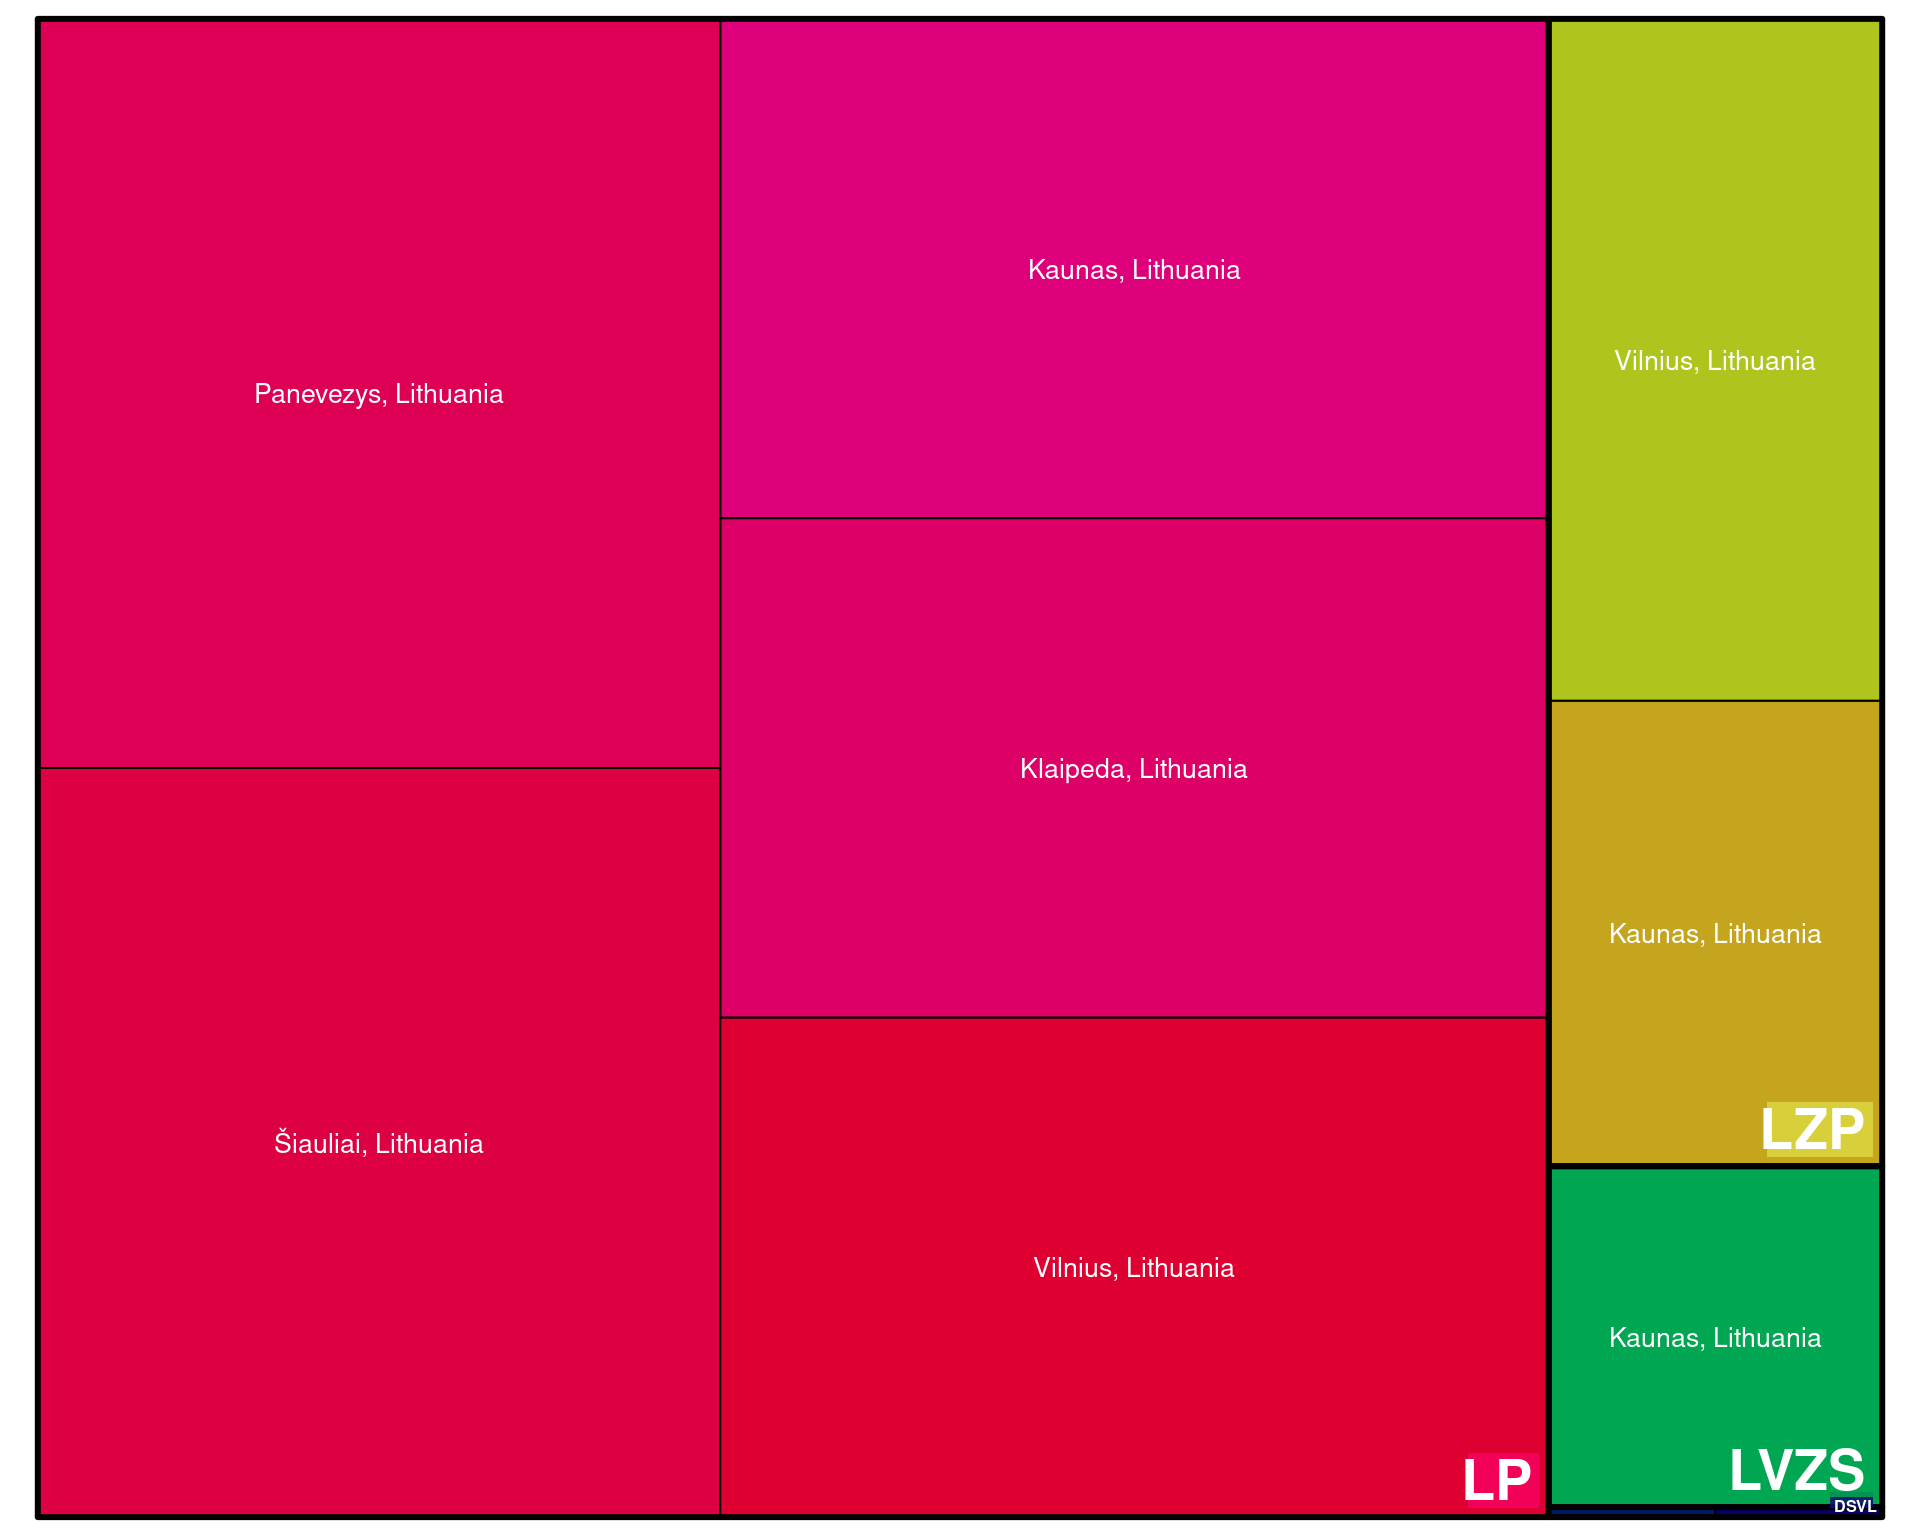 Panevezys, Lithuania
Šiauliai, Lithuania
Kaunas, Lithuania
Klaipeda, Lithuania
Vilnius, Lithuania
LP
Vilnius, Lithuania
Kaunas, Lithuania
LZP
Kaunas, Lithuania
LVZS
DSVL